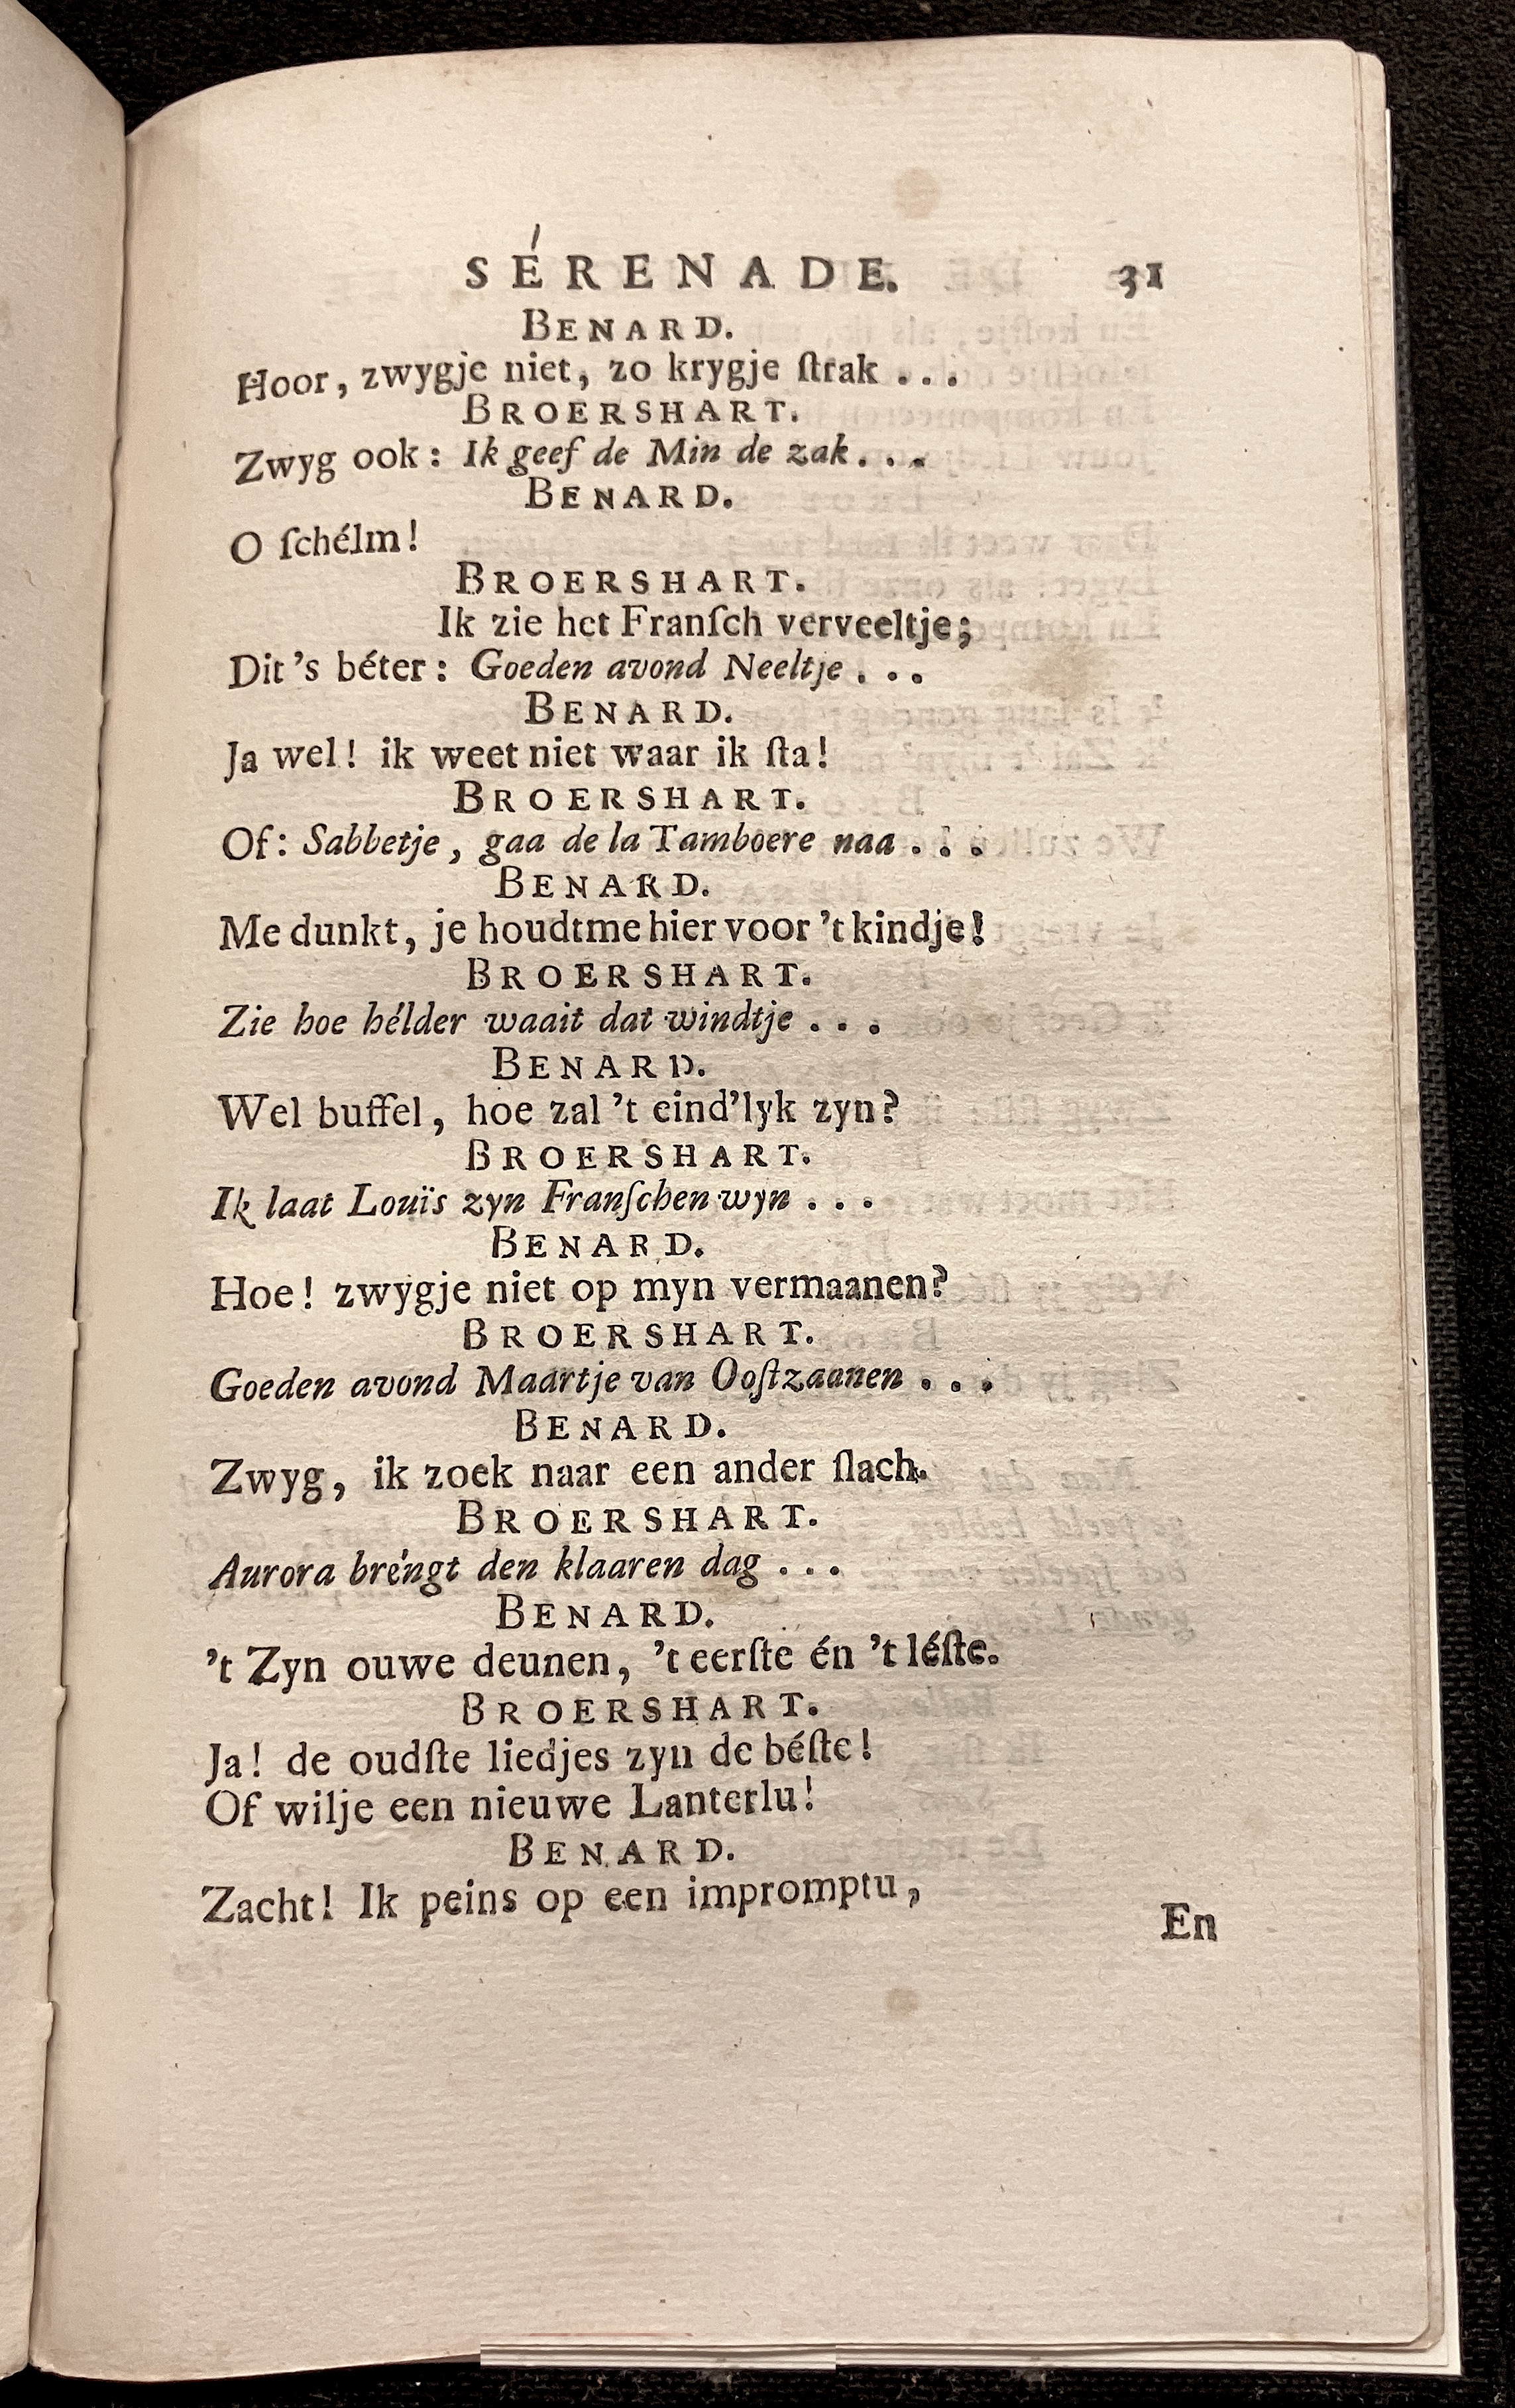 SÉRENADE. 31
BENARD.
Hoor, zwygje niet, zo krygje ſtrak . . .
BROERSHART.
Zwyg ook: Ik geef de Min de zak. . .
BENARD.
O ſchélm!
BROERSHART.
Ik zie het Franſch verveeltje;
Dit 's béter: Goeden avond Neeltje . . .
BENARD.
Ja wel! ik weet niet waar ik ſta!
BROERSHART.
Of: Sabbetje, gaa de la Tamboere naa . . .
BENARD.
Me dunkt, je houdt me hier voor 't kindje!
BROERSHART.
Zie hoe hélder waait dat windtje . . .
BENARD.
Wel buffel, hoe zal 't eind'lyk zyn?
BROERSHART.
Ik laat Louïs zyn Franſchen wyn . . .
BENARD.
Hoe! zwygje niet op myn vermaanen?
BROERSHART.
Goeden avond Maartje van Ooſtzaanen . . .
BENARD.
Zwyg, ik zoek naar een ander ſlach.
BROERSHART.
Aurora bréngt den klaaren dag . . .
BENARD.
't Zyn ouwe deunen, 't eerſte én 't léſte.
BROERSHART.
Ja! de oudſte liedjes zyn de béſte!
Of wilje een nieuwe Lanterlu!
BENARD.
Zacht! Ik peins op een impromptu,
En